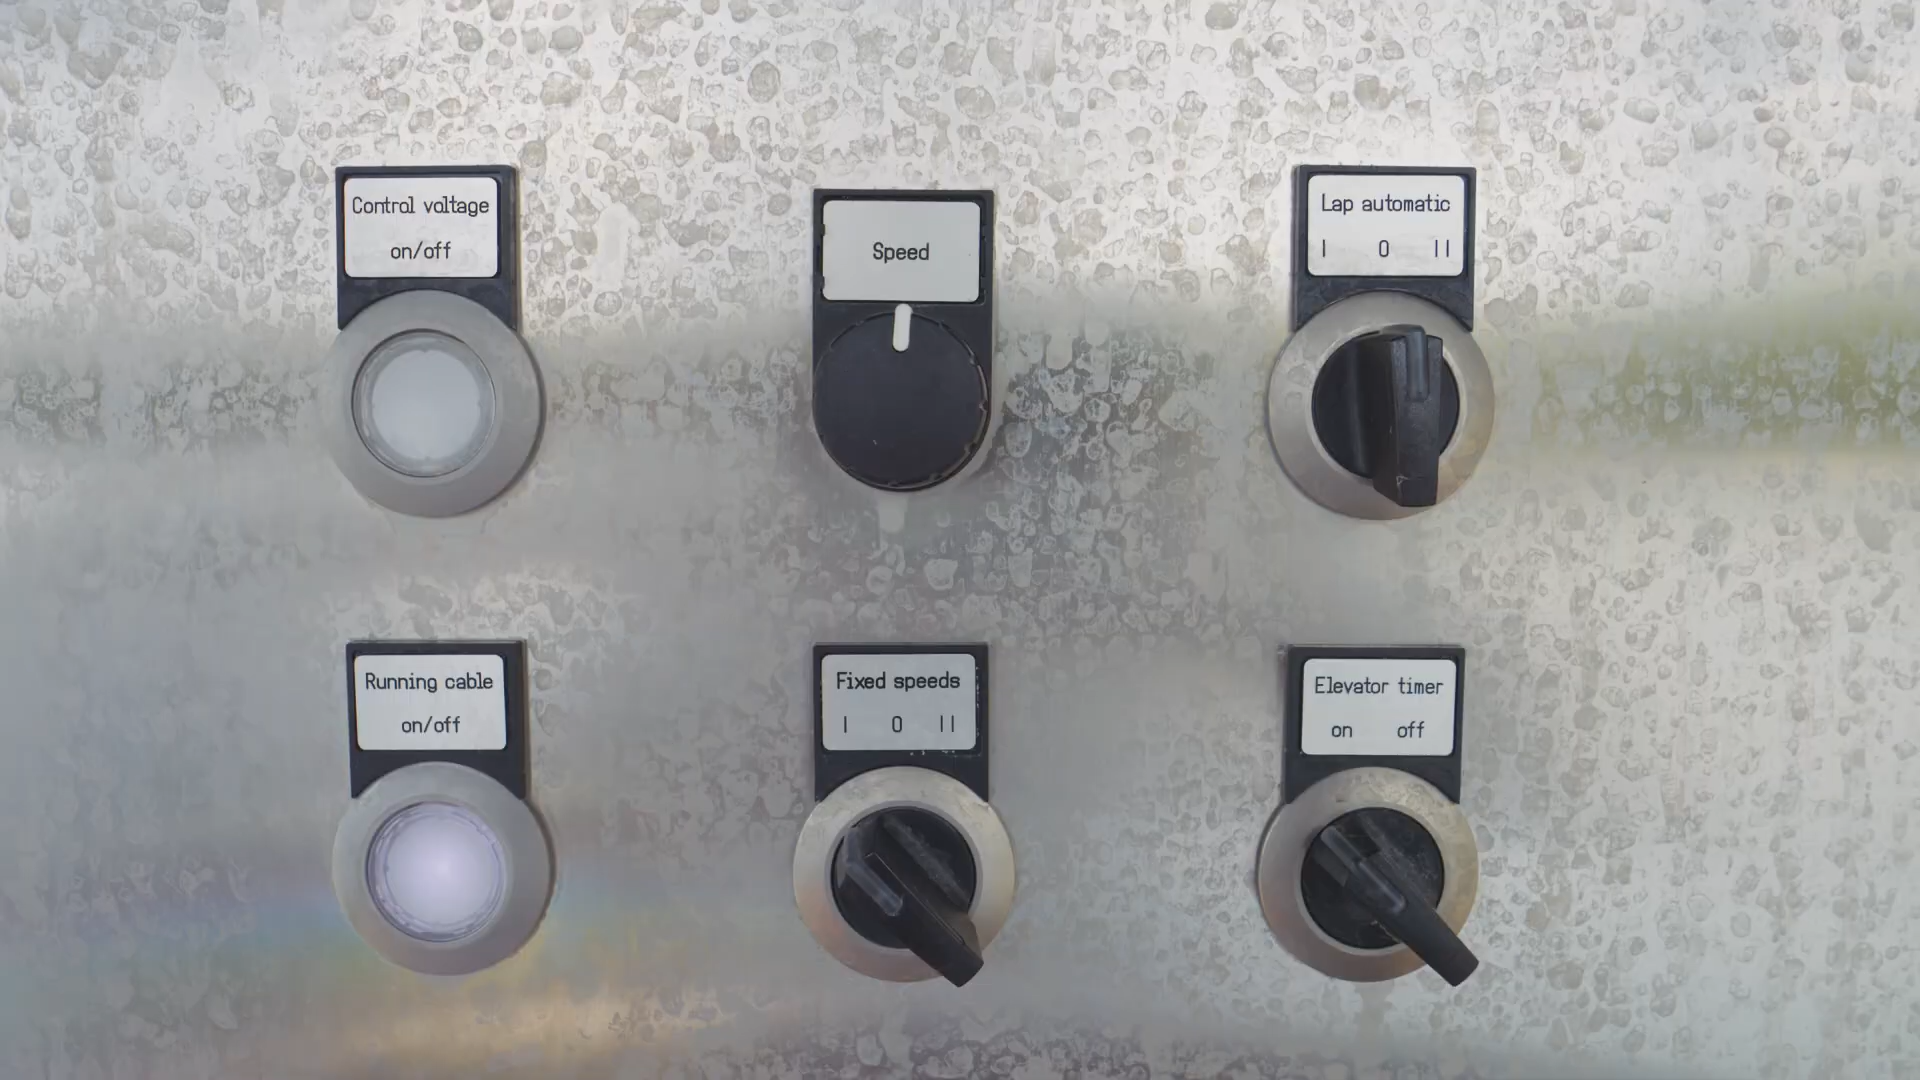 Control voltage
on/off
Speed
Lap automatic
I 0 II
Running cable
on/off
Fixed speeds
I 0 II
Elevator timer
on off